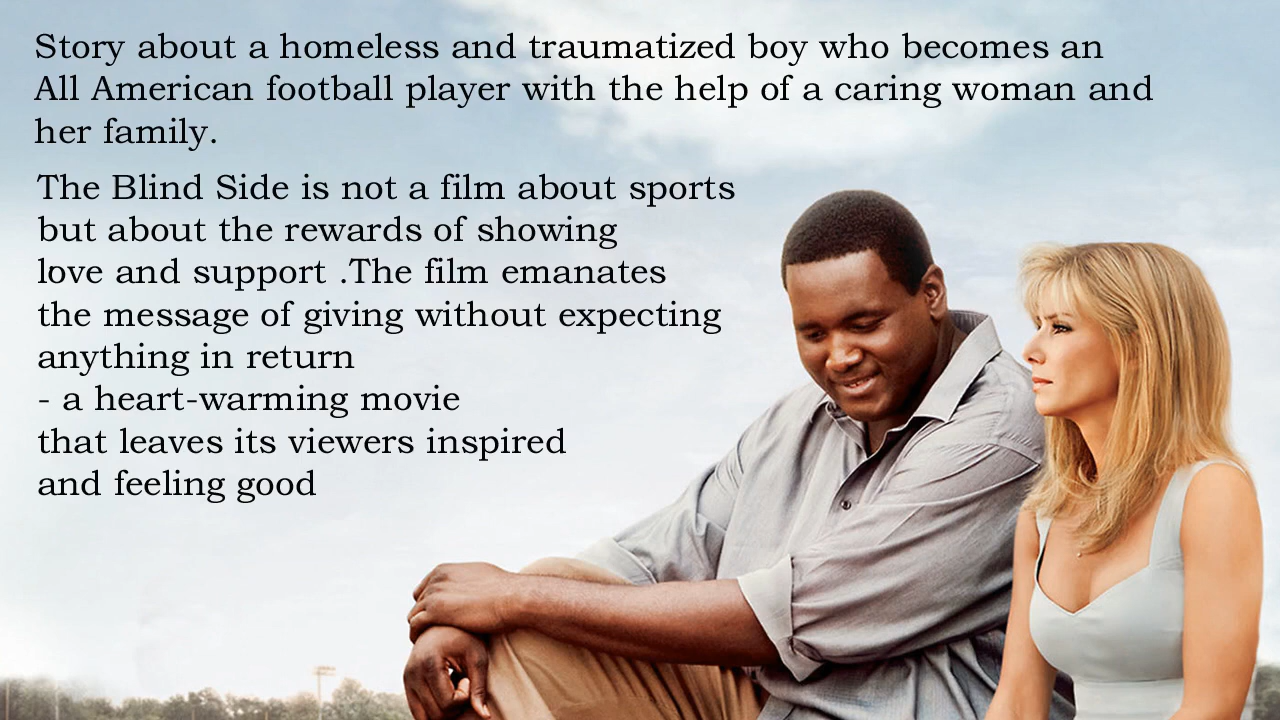 Story about a homeless and traumatized boy who becomes an
All American football player with the help of a caring woman and
her family.
The Blind Side is not a film about sports
but about the rewards of showing
love and support .The film emanates
the message of giving without expecting
anything in return
- a heart-warming movie
that leaves its viewers inspired
and feeling good